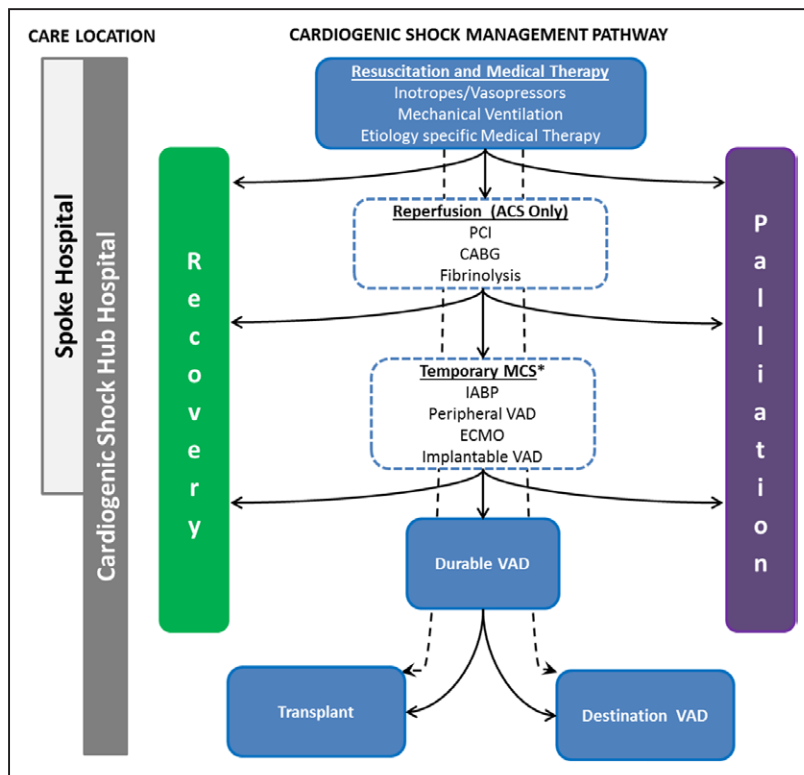 CARE LOCATION
CARDIOGENIC SHOCK MANAGEMENT PATHWAY
Spoke Hospital
Cardiogenic Shock Hub Hospital
Resuscitation and Medical Therapy
Inotropes/Vasopressors
Mechanical Ventilation
Etiology specific Medical Therapy
Recovery
Reperfusion (ACS Only)
PCI
CABG
Fibrinolysis
Palliation
Temporary MCS*
IABP
Peripheral VAD
ECMO
Implantable VAD
Durable VAD
Transplant
Destination VAD